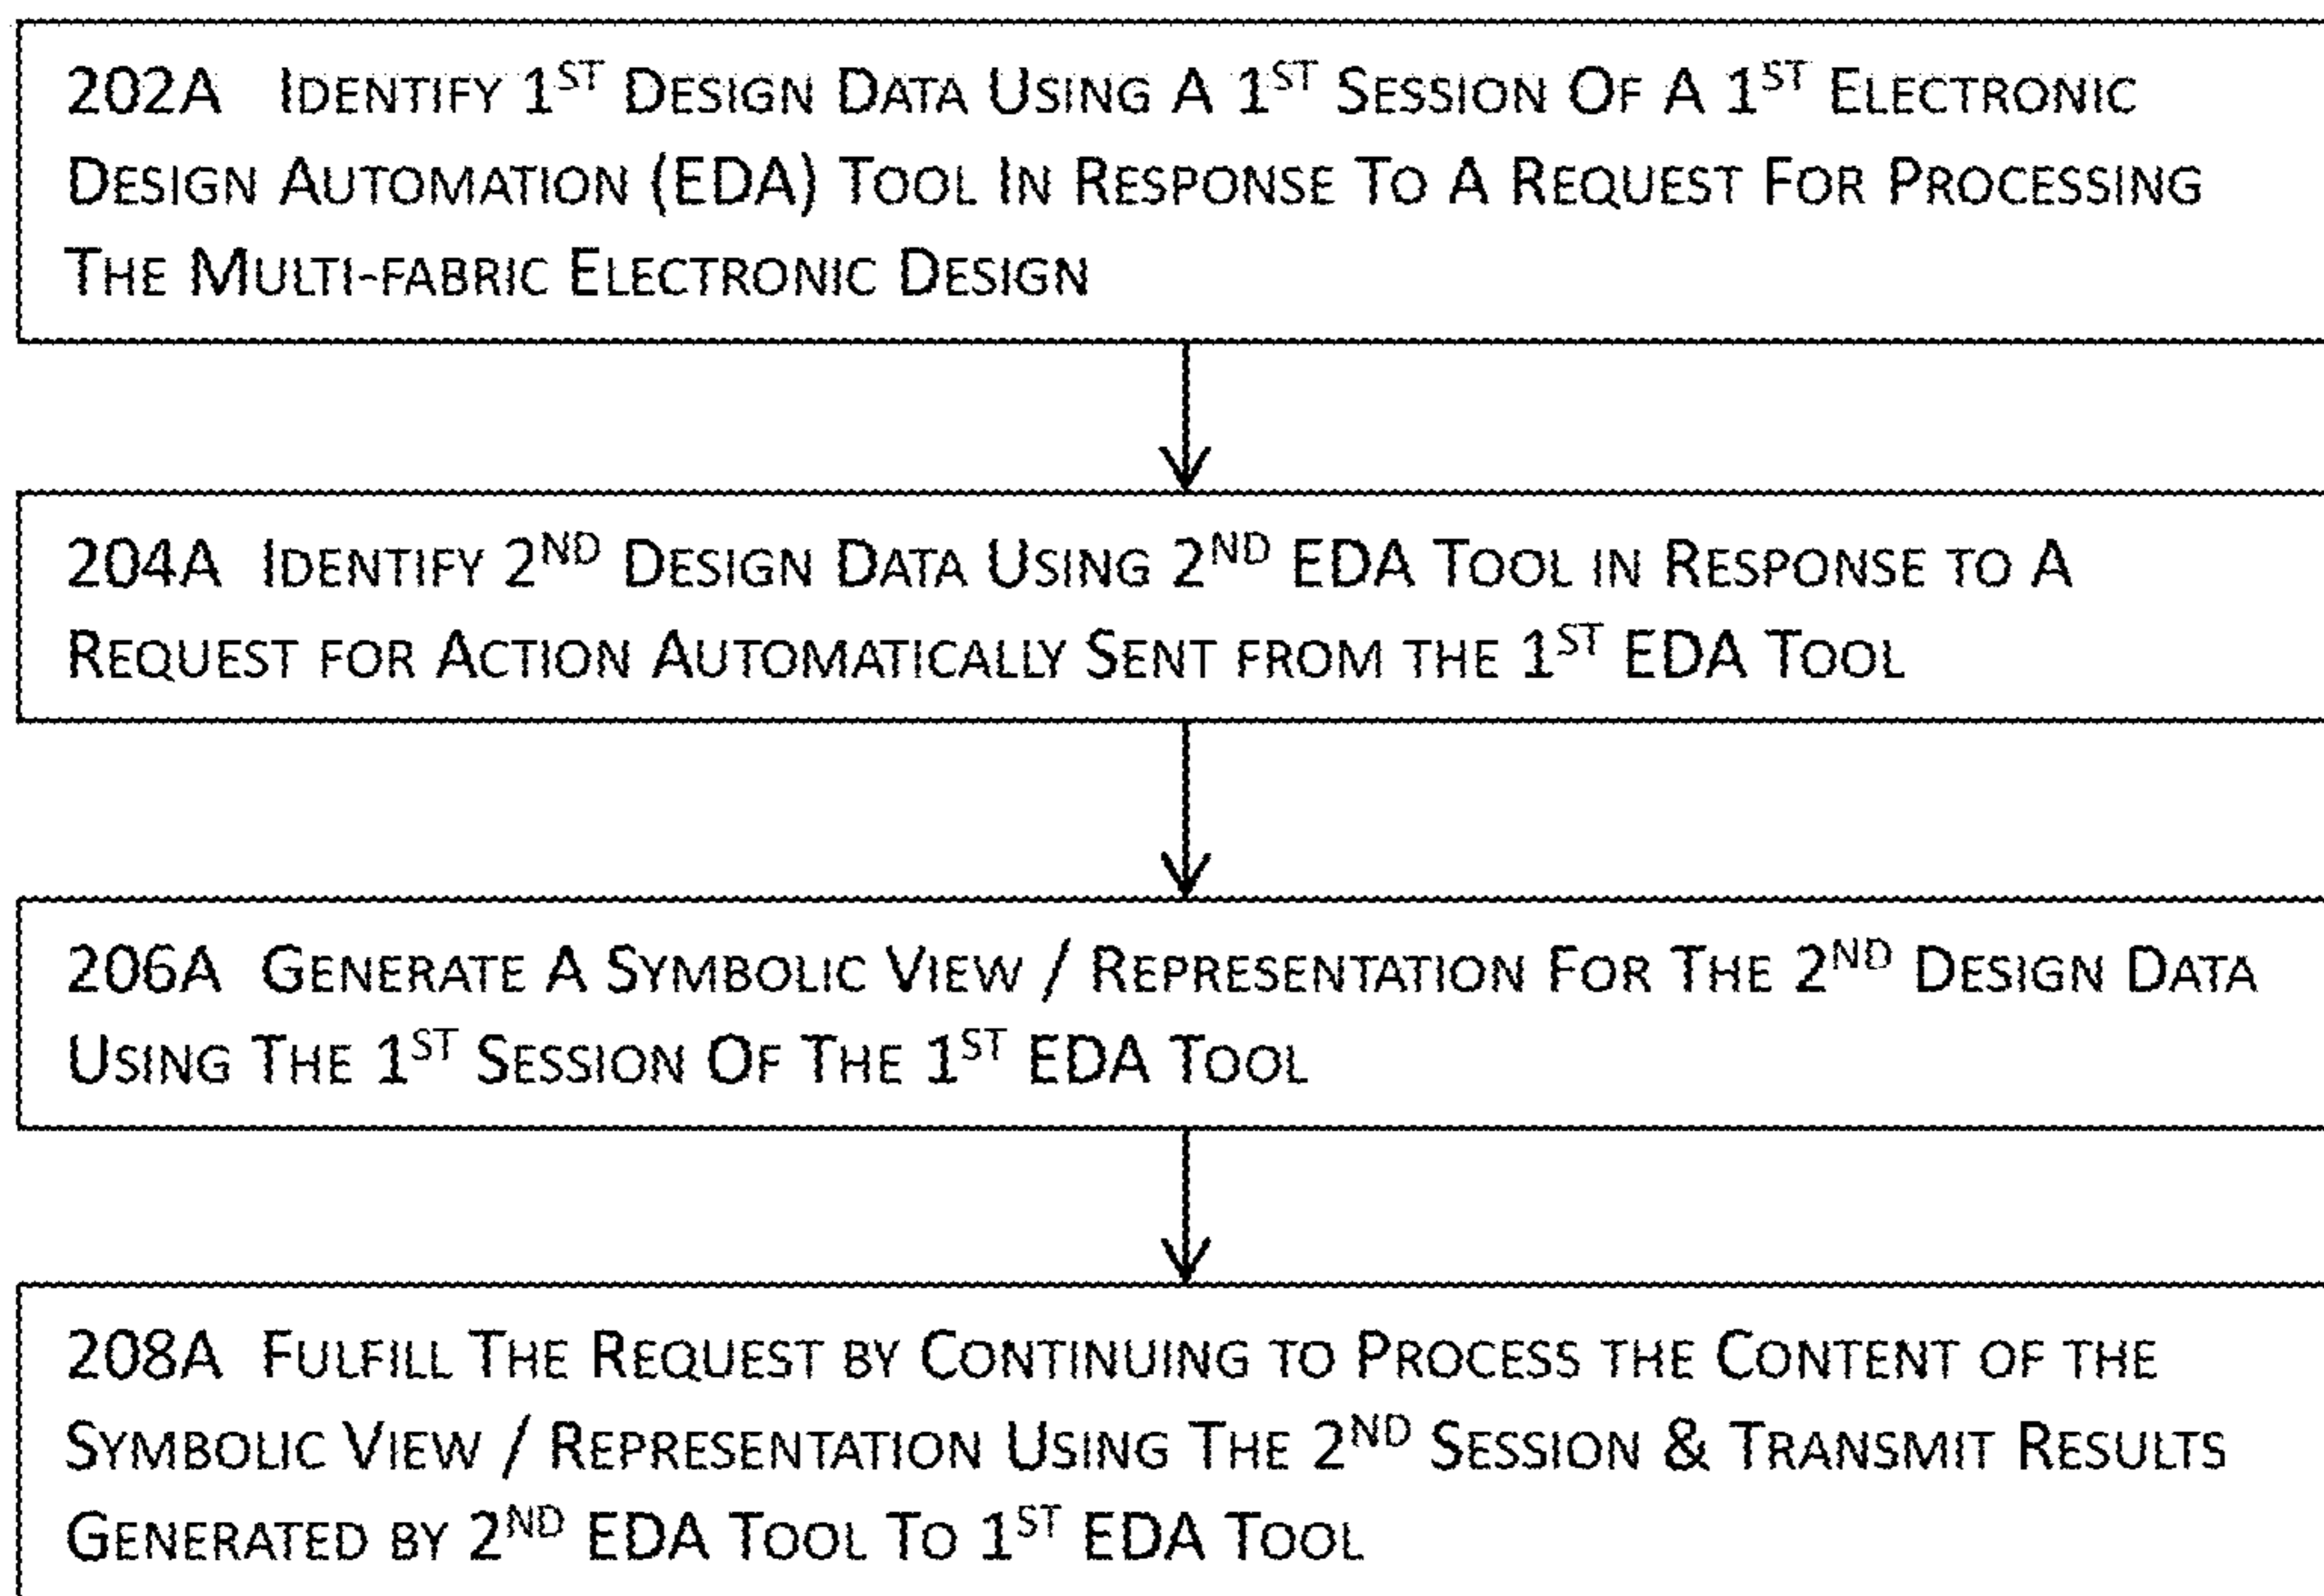 202A Identify 1ST Design Data Using A 1ST Session Of A 1ST Electronic
Design Automation (EDA) Tool In Response To A Request For Processing
The Multi-fabric Electronic Design
204A Identify 2ND Design Data Using 2ND EDA Tool in Response to A
Request for Action Automatically Sent from the 1ST EDA Tool
206A Generate A Symbolic View / Representation For The 2ND Design Data
Using The 1ST Session Of The 1ST EDA Tool
208A Fulfill The Request by Continuing to Process the Content of the
Symbolic View / Representation Using The 2ND Session & Transmit Results
Generated by 2ND EDA Tool To 1ST EDA Tool